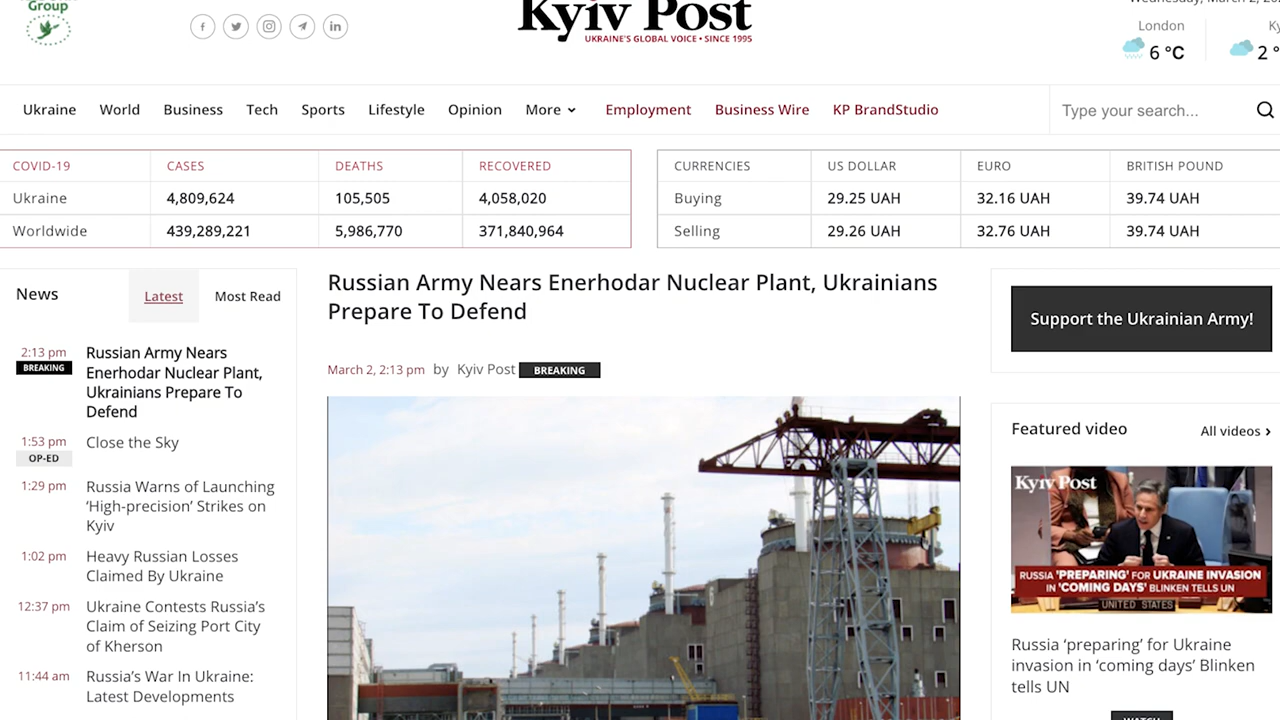 Group
Kyiv Post
UKRAINE'S GLOBAL VOICE • SINCE 1995
Wednesday, March 2,
London
6 °C
2 °
Ukraine World Business Tech Sports Lifestyle Opinion More Employment Business Wire KP BrandStudio Type your search...
COVID-19 CASES DEATHS RECOVERED
Ukraine 4,809,624 105,505 4,058,020
Worldwide 439,289,221 5,986,770 371,840,964
CURRENCIES US DOLLAR EURO BRITISH POUND
Buying 29.25 UAH 32.16 UAH 39.74 UAH
Selling 29.26 UAH 32.76 UAH 39.74 UAH
News Latest Most Read
2:13 pm Russian Army Nears
BREAKING Enerhodar Nuclear Plant,
Ukrainians Prepare To
Defend
1:53 pm Close the Sky
OP-ED
1:29 pm Russia Warns of Launching
‘High-precision’ Strikes on
Kyiv
1:02 pm Heavy Russian Losses
Claimed By Ukraine
12:37 pm Ukraine Contests Russia’s
Claim of Seizing Port City
of Kherson
11:44 am Russia’s War In Ukraine:
Latest Developments
Russian Army Nears Enerhodar Nuclear Plant, Ukrainians
Prepare To Defend
March 2, 2:13 pm by Kyiv Post BREAKING
Support the Ukrainian Army!
Featured video All videos
Kyiv Post
RUSSIA 'PREPARING' FOR UKRAINE INVASION
IN 'COMING DAYS' BLINKEN TELLS UN
UNITED STATES
Russia ‘preparing’ for Ukraine
invasion in ‘coming days’ Blinken
tells UN
WATCH